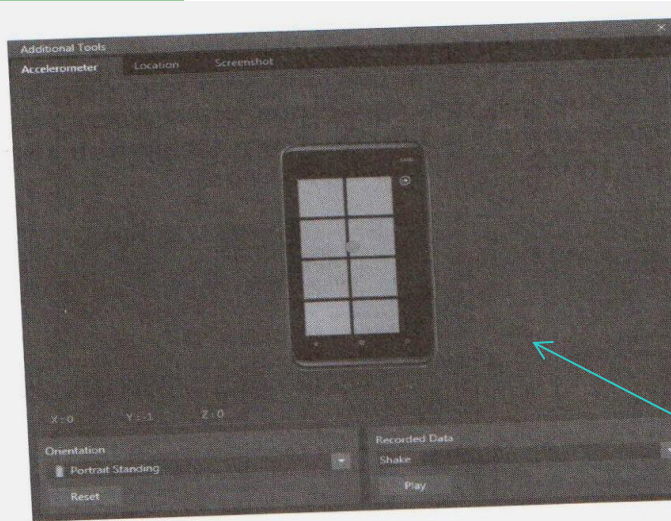 Additional Tools
Accelerometer Location Screenshot
X:0 Y:-1 Z:0
Orientation
Portrait Standing
Reset
Recorded Data
Shake
Play